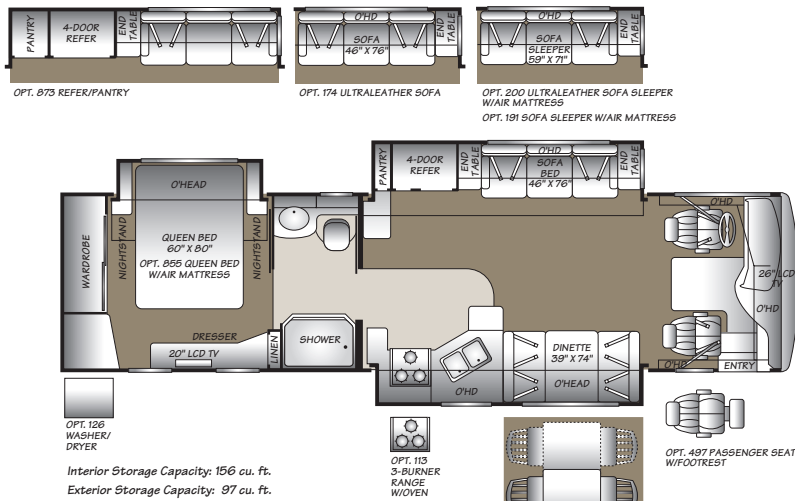 PANTRY
4-DOOR
REFER
END
TABLE
OPT. 873 REFER/PANTRY
O'HD
SOFA
46" X 76"
END
TABLE
OPT. 174 ULTRALEATHER SOFA
O'HD
SOFA
SLEEPER
59" X 71"
END
TABLE
OPT. 200 ULTRALEATHER SOFA SLEEPER
W/AIR MATTRESS
OPT. 191 SOFA SLEEPER W/AIR MATTRESS
WARDROBE
NIGHTSTAND
O'HEAD
QUEEN BED
60" X 80"
OPT. 855 QUEEN BED
W/AIR MATTRESS
NIGHTSTAND
DRESSER
20" LCD TV
LINEN
SHOWER
PANTRY
4-DOOR
REFER
END
TABLE
O'HD
SOFA
BED
46" X 76"
END
TABLE
O'HD
DINETTE
39" X 74"
O'HEAD
O'HD
26" LCD
TV
O'HD
O'HD
ENTRY
OPT. 126
WASHER/
DRYER
OPT. 113
3-BURNER
RANGE
W/OVEN
OPT. 497 PASSENGER SEAT
W/FOOTREST
Interior Storage Capacity: 156 cu. ft.
Exterior Storage Capacity: 97 cu. ft.